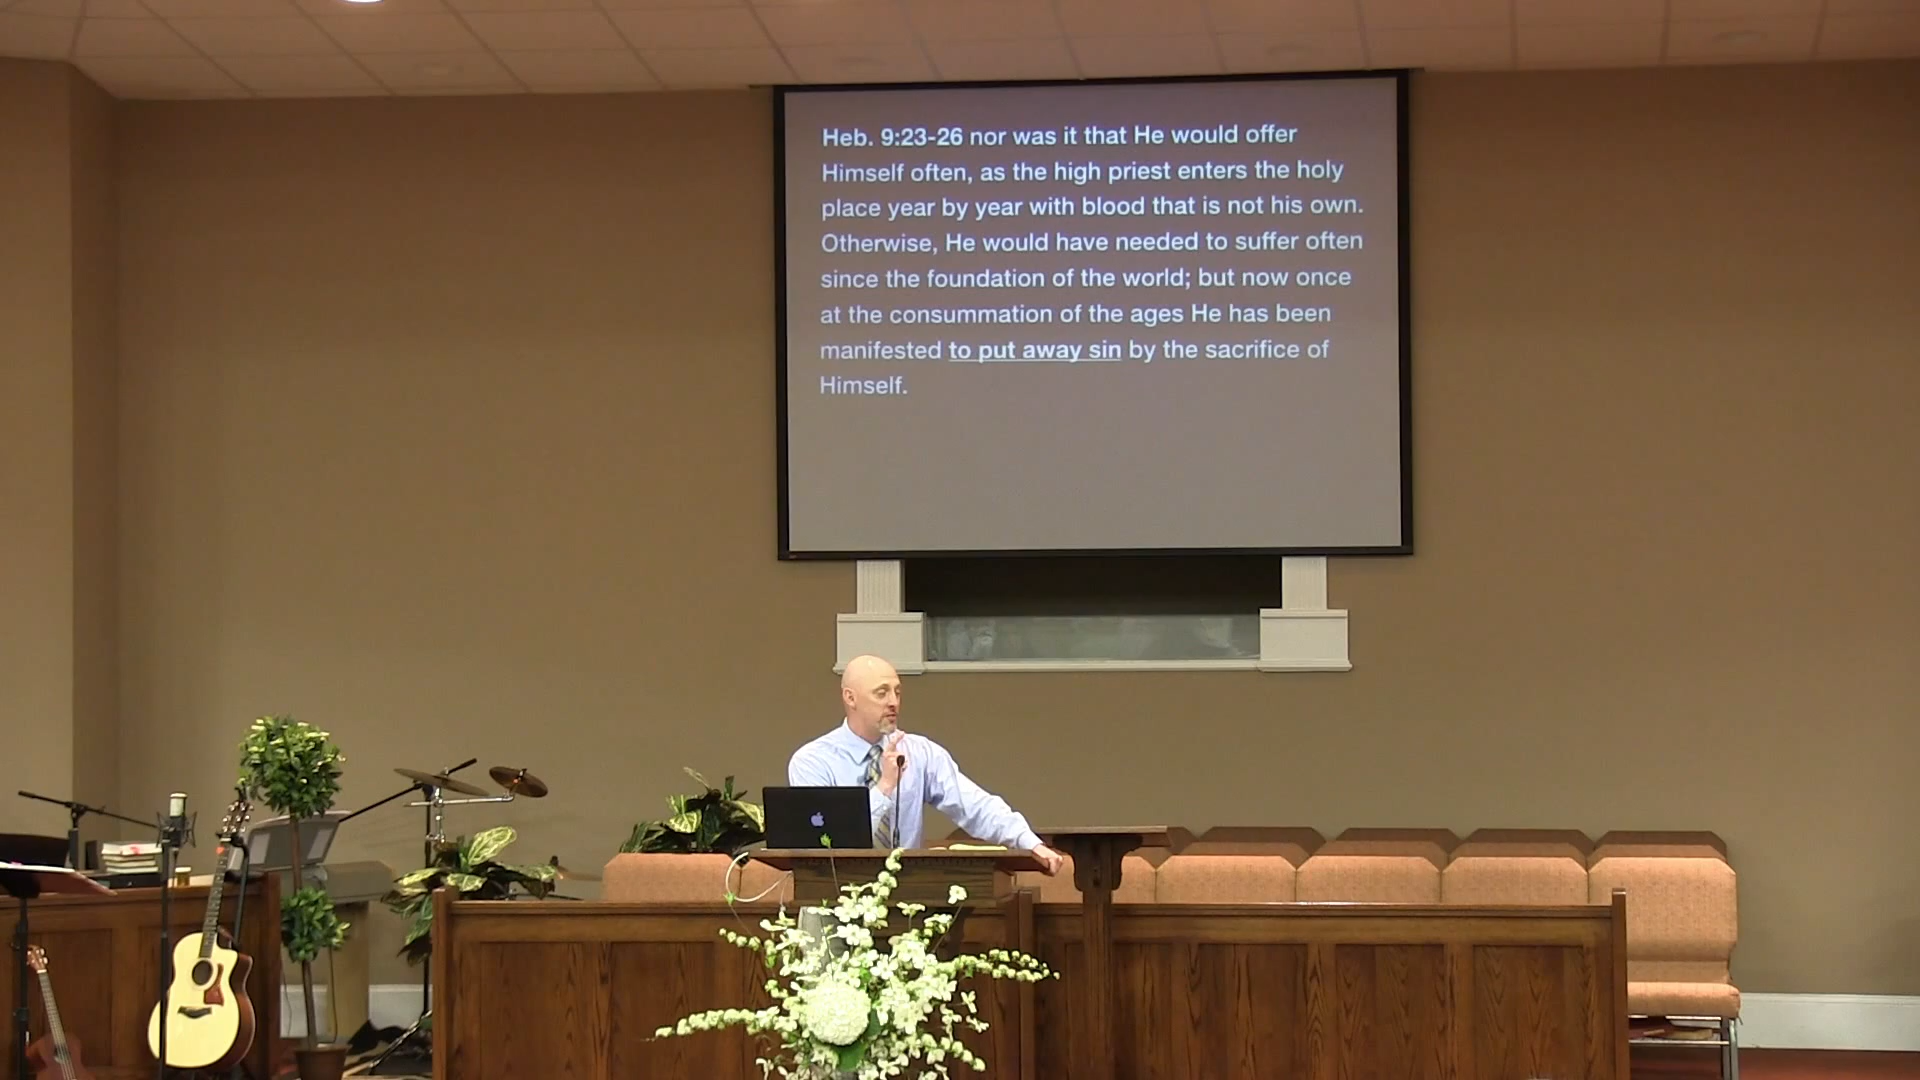 Heb. 9:23-26 nor was it that He would offer
Himself often, as the high priest enters the holy
place year by year with blood that is not his own.
Otherwise, He would have needed to suffer often
since the foundation of the world; but now once
at the consummation of the ages He has been
manifested to put away sin by the sacrifice of
Himself.